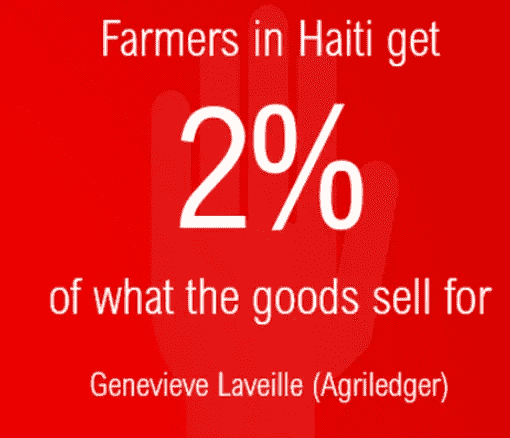 Farmers in Haiti get
2%
of what the goods sell for
Genevieve Laveille (Agriledger)